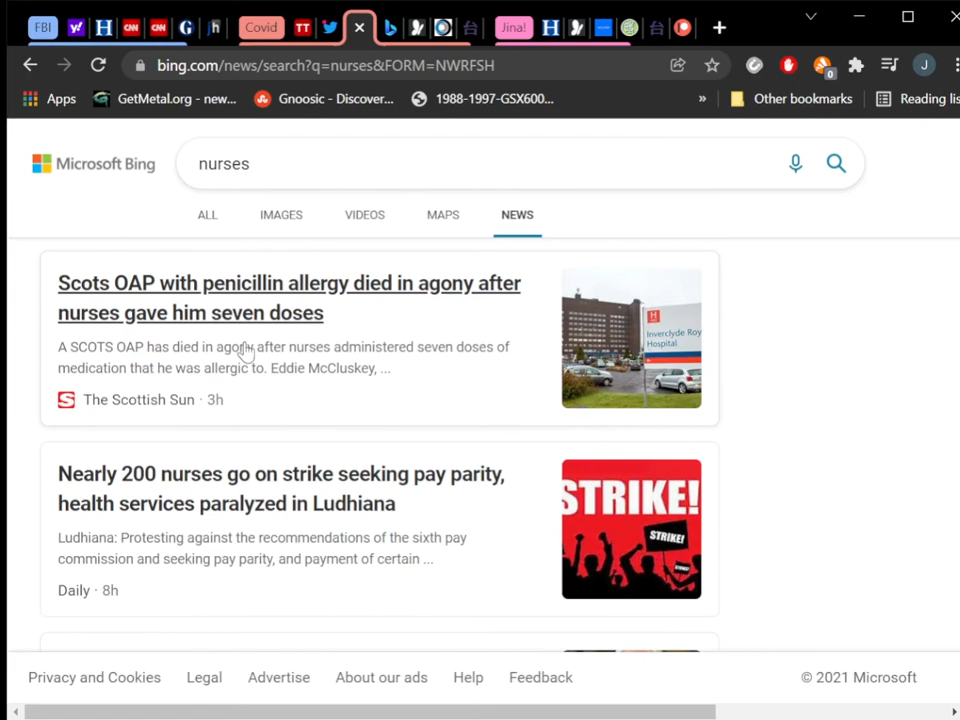 FBI
Covid
TT
Jina!
bing.com/news/search?q=nurses&FORM=NWRFSH
0
J
Apps
GetMetal.org - new...
Gnoosic - Discover...
1988-1997-GSX600...
»
Other bookmarks
Reading lis
Microsoft Bing
nurses
ALL
IMAGES
VIDEOS
MAPS
NEWS
Scots OAP with penicillin allergy died in agony after
nurses gave him seven doses
A SCOTS OAP has died in agony after nurses administered seven doses of
medication that he was allergic to. Eddie McCluskey, ...
The Scottish Sun · 3h
H
Inverclyde Roy
Hospital
Nearly 200 nurses go on strike seeking pay parity,
health services paralyzed in Ludhiana
Ludhiana: Protesting against the recommendations of the sixth pay
commission and seeking pay parity, and payment of certain ...
Daily · 8h
STRIKE!
STRIKE!
STRIKE!
Privacy and Cookies
Legal
Advertise
About our ads
Help
Feedback
© 2021 Microsoft